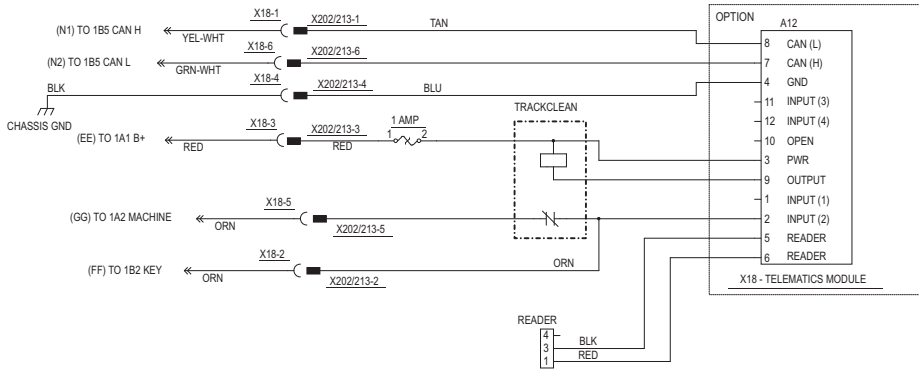 OPTION
A12
(N1) TO 1B5 CAN H
YEL-WHT
X18-1
X202/213-1
TAN
8 CAN (L)
(N2) TO 1B5 CAN L
GRN-WHT
X18-6
X202/213-6
7 CAN (H)
BLK
X18-4
X202/213-4
BLU
4 GND
CHASSIS GND
11 INPUT (3)
12 INPUT (4)
10 OPEN
(EE) TO 1A1 B+
RED
X18-3
X202/213-3
RED
1 AMP
1 2
TRACKCLEAN
3 PWR
9 OUTPUT
1 INPUT (1)
(GG) TO 1A2 MACHINE
ORN
X18-5
X202/213-5
2 INPUT (2)
5 READER
6 READER
(FF) TO 1B2 KEY
ORN
X18-2
X202/213-2
ORN
X18 - TELEMATICS MODULE
READER
4
3 BLK
1 RED